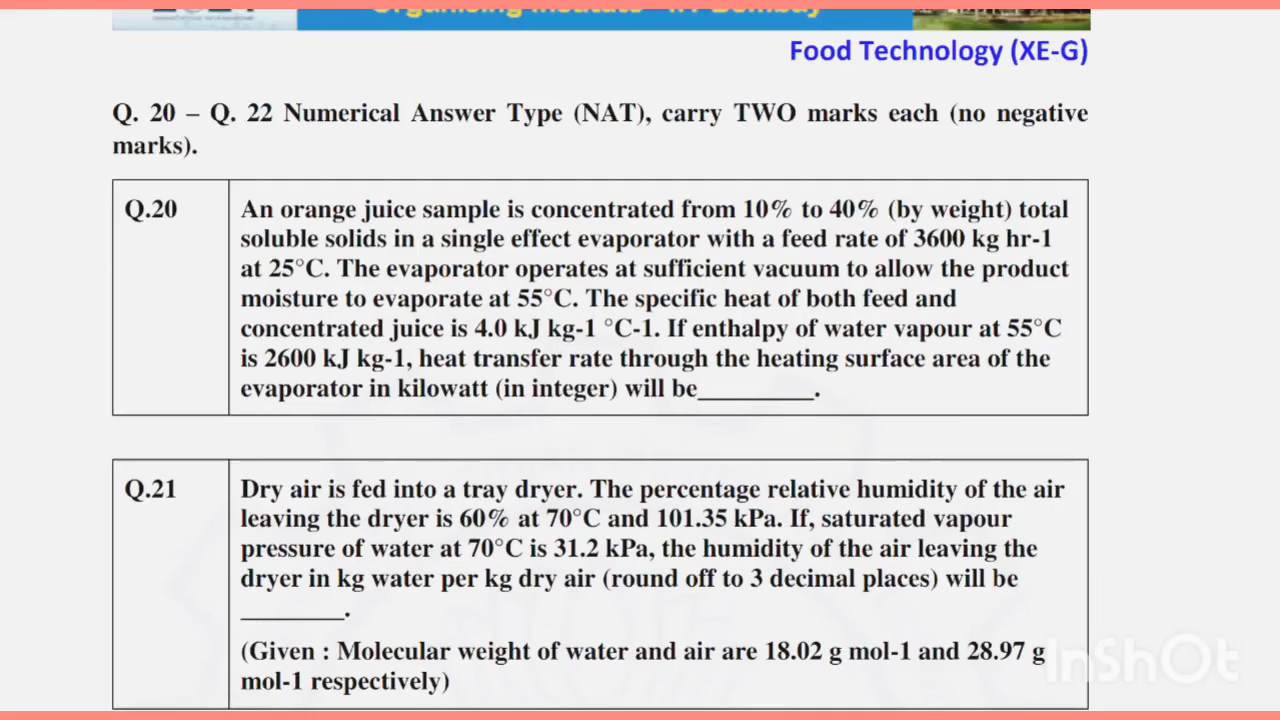 Organising Institute - IIT Bombay
Food Technology (XE-G)
Q. 20 – Q. 22 Numerical Answer Type (NAT), carry TWO marks each (no negative
marks).
Q.20
An orange juice sample is concentrated from 10% to 40% (by weight) total
soluble solids in a single effect evaporator with a feed rate of 3600 kg hr-1
at 25°C. The evaporator operates at sufficient vacuum to allow the product
moisture to evaporate at 55°C. The specific heat of both feed and
concentrated juice is 4.0 kJ kg-1 °C-1. If enthalpy of water vapour at 55°C
is 2600 kJ kg-1, heat transfer rate through the heating surface area of the
evaporator in kilowatt (in integer) will be__________.
Q.21
Dry air is fed into a tray dryer. The percentage relative humidity of the air
leaving the dryer is 60% at 70°C and 101.35 kPa. If, saturated vapour
pressure of water at 70°C is 31.2 kPa, the humidity of the air leaving the
dryer in kg water per kg dry air (round off to 3 decimal places) will be
_________.
(Given : Molecular weight of water and air are 18.02 g mol-1 and 28.97 g
mol-1 respectively)
InShOt